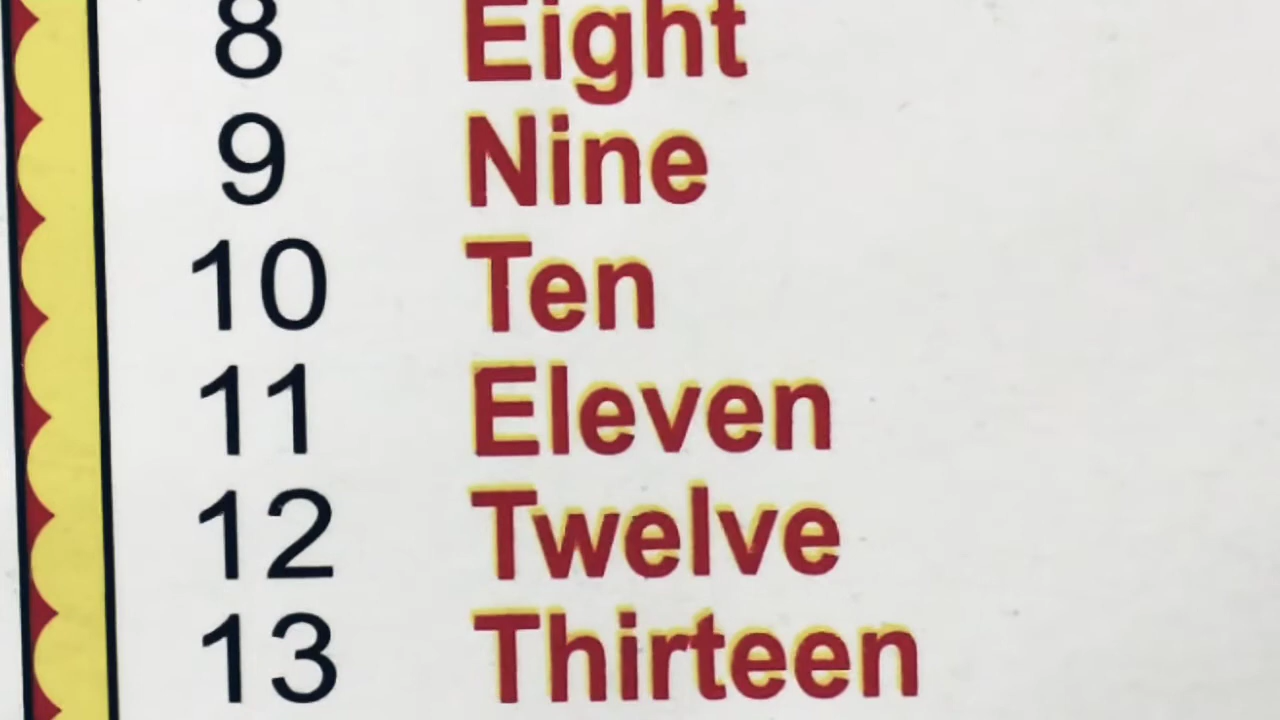 8 Eight
9 Nine
10 Ten
11 Eleven
12 Twelve
13 Thirteen